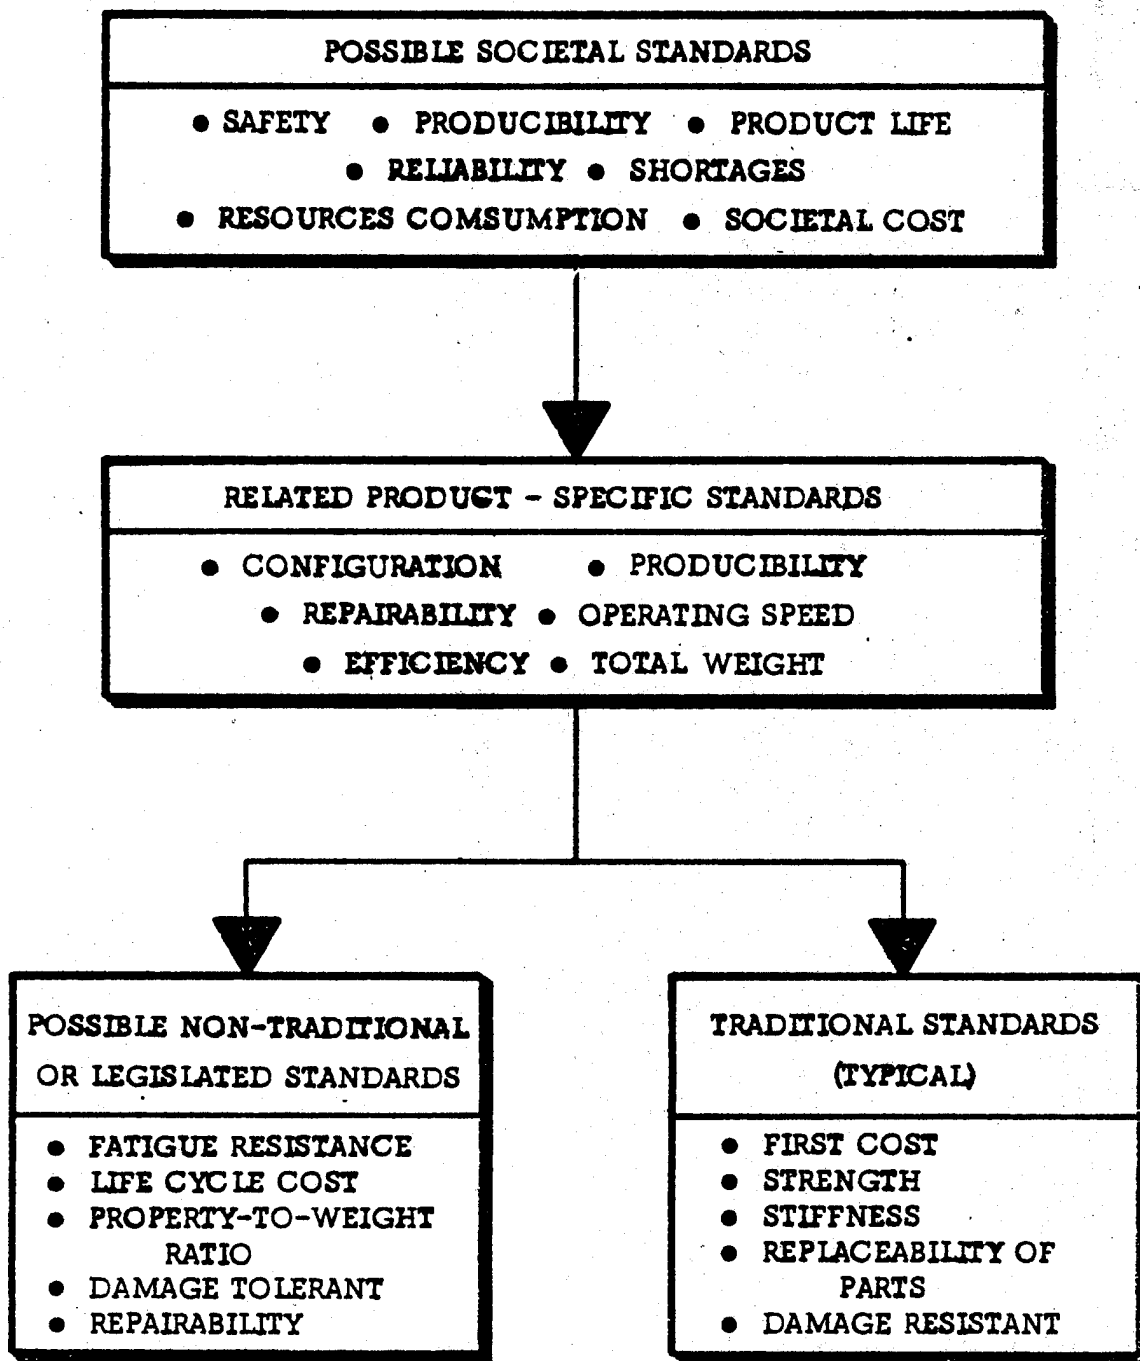 POSSIBLE SOCIETAL STANDARDS
● SAFETY ● PRODUCIBILITY ● PRODUCT LIFE
● RELIABILITY ● SHORTAGES
● RESOURCES COMSUMPTION ● SOCIETAL COST
RELATED PRODUCT - SPECIFIC STANDARDS
● CONFIGURATION ● PRODUCIBILITY
● REPAIRABILITY ● OPERATING SPEED
● EFFICIENCY ● TOTAL WEIGHT
POSSIBLE NON-TRADITIONAL
OR LEGISLATED STANDARDS
● FATIGUE RESISTANCE
● LIFE CYCLE COST
● PROPERTY-TO-WEIGHT
RATIO
● DAMAGE TOLERANT
● REPAIRABILITY
TRADITIONAL STANDARDS
(TYPICAL)
● FIRST COST
● STRENGTH
● STIFFNESS
● REPLACEABILITY OF
PARTS
● DAMAGE RESISTANT